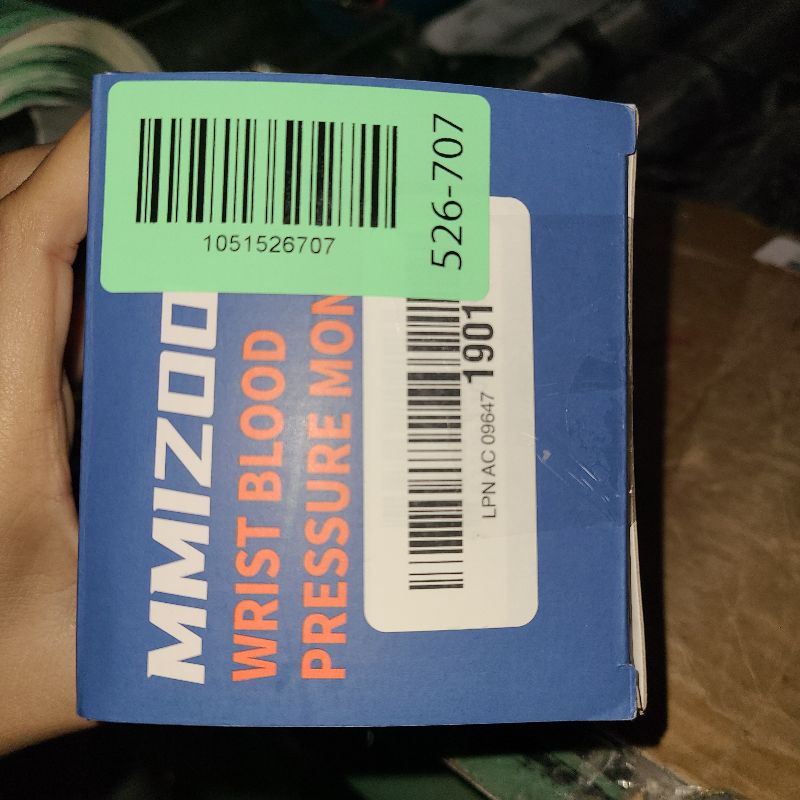 1051526707
526-707
MMIZOO
WRIST BLOOD
PRESSURE MON
LPN AC 09647 1901